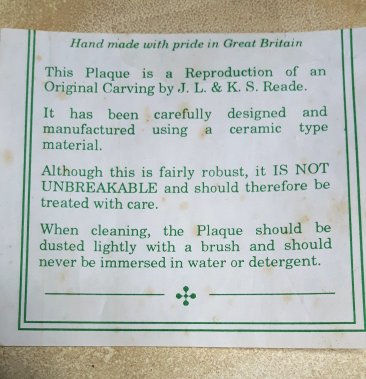 Hand made with pride in Great Britain
This Plaque is a Reproduction of an
Original Carving by J. L. & K. S. Reade.
It has been carefully designed and
manufactured using a ceramic type
material.
Although this is fairly robust, it IS NOT
UNBREAKABLE and should therefore be
treated with care.
When cleaning, the Plaque should be
dusted lightly with a brush and should
never be immersed in water or detergent.